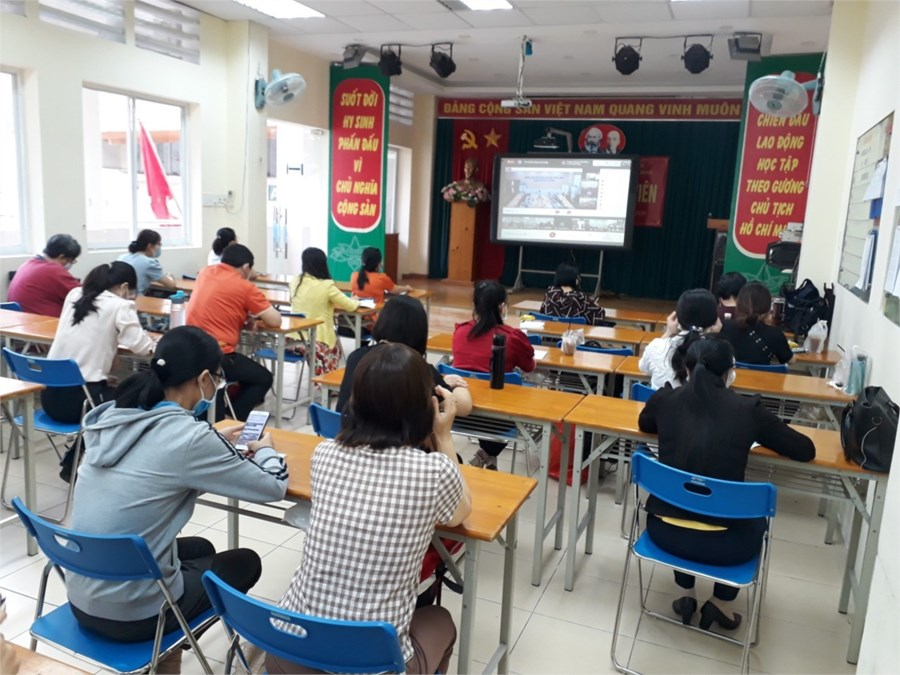 ĐẢNG CỘNG SẢN VIỆT NAM QUANG VINH MUÔN
SUỐT ĐỜI
HY SINH
PHẤN ĐẤU
VÌ
CHỦ NGHĨA
CỘNG SẢN
CHIẾN ĐẤU
LAO ĐỘNG
HỌC TẬP
THEO GƯƠNG
CHỦ TỊCH
HỒ CHÍ